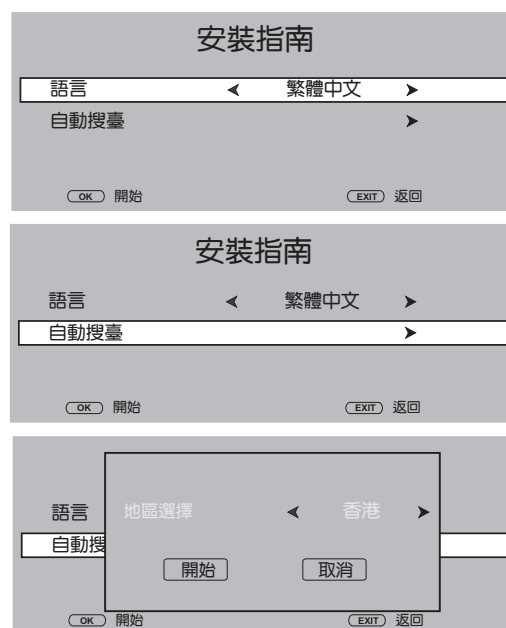 安裝指南
語言 繁體中文
自動搜臺
OK 開始 EXIT 返回
安裝指南
語言 繁體中文
自動搜臺
OK 開始 EXIT 返回
語言 地區選擇 香港
自動搜
開始 取消
OK 開始 EXIT 返回